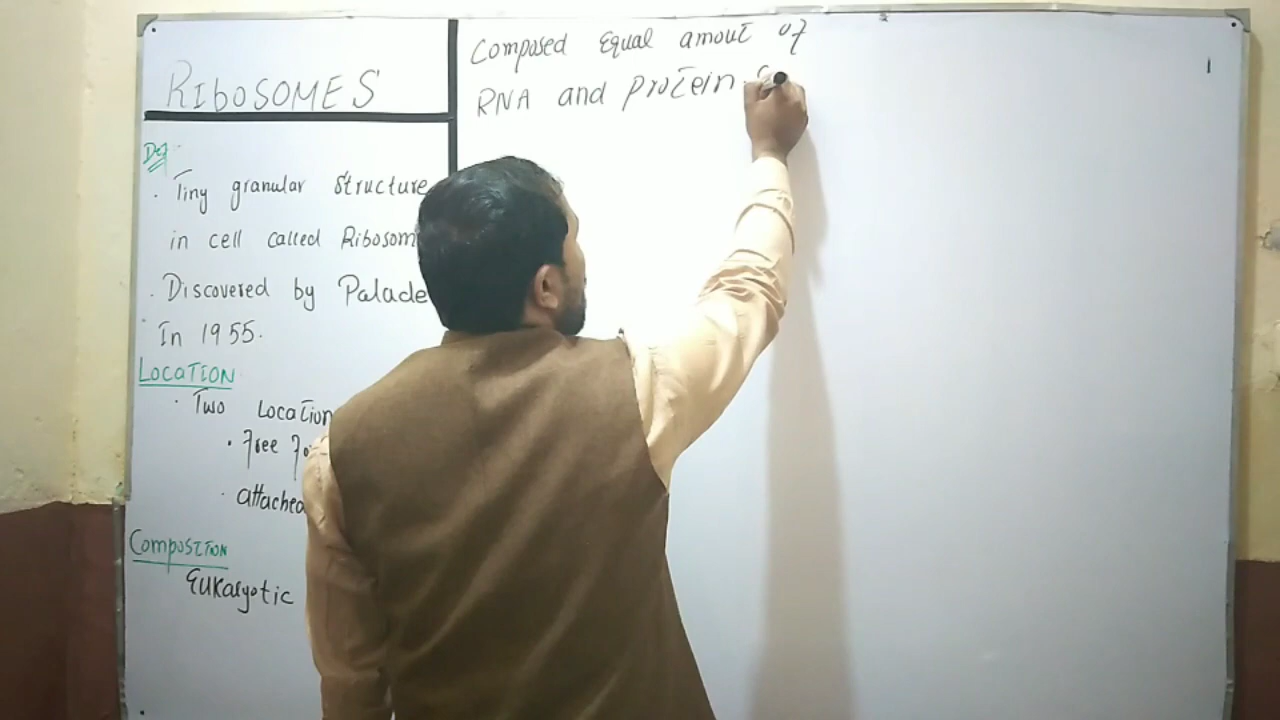 RIBOSOMES
Def:-
. Tiny granular structure
in cell called Ribosom
. Discovered by Palade
In 1955.
LOCATION
. Two Location
. Free
. attached
COMPOSITION
Eukaryotic
Composed Equal amout of
RNA and protein.